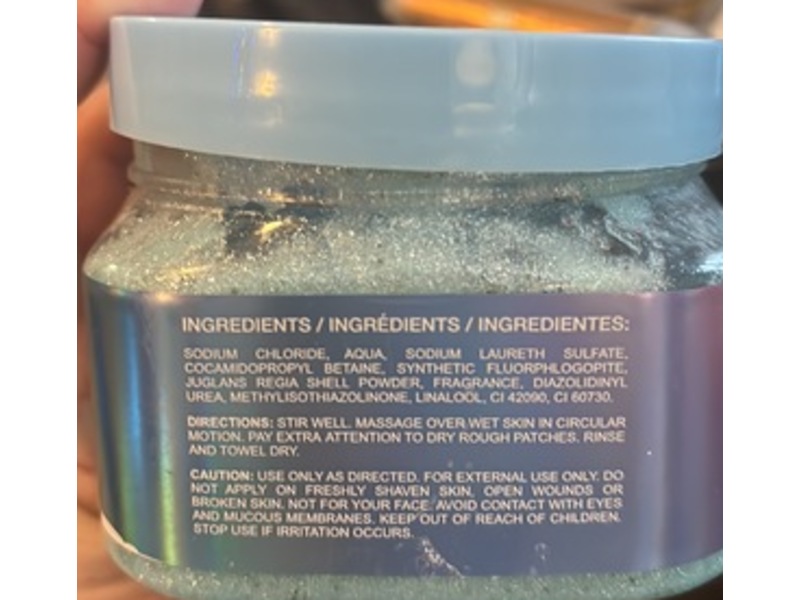 INGREDIENTS / INGRÉDIENTS / INGREDIENTES:
SODIUM CHLORIDE, AQUA, SODIUM LAURETH SULFATE,
COCAMIDOPROPYL BETAINE, SYNTHETIC FLUORPHLOGOPITE,
JUGLANS REGIA SHELL POWDER, FRAGRANCE, DIAZOLIDINYL
UREA, METHYLISOTHIAZOLINONE, LINALOOL, CI 42090, CI 60730.
DIRECTIONS: STIR WELL. MASSAGE OVER WET SKIN IN CIRCULAR
MOTION. PAY EXTRA ATTENTION TO DRY ROUGH PATCHES. RINSE
AND TOWEL DRY.
CAUTION: USE ONLY AS DIRECTED. FOR EXTERNAL USE ONLY. DO
NOT APPLY ON FRESHLY SHAVEN SKIN, OPEN WOUNDS OR
BROKEN SKIN. NOT FOR YOUR FACE. AVOID CONTACT WITH EYES
AND MUCOUS MEMBRANES. KEEP OUT OF REACH OF CHILDREN.
STOP USE IF IRRITATION OCCURS.